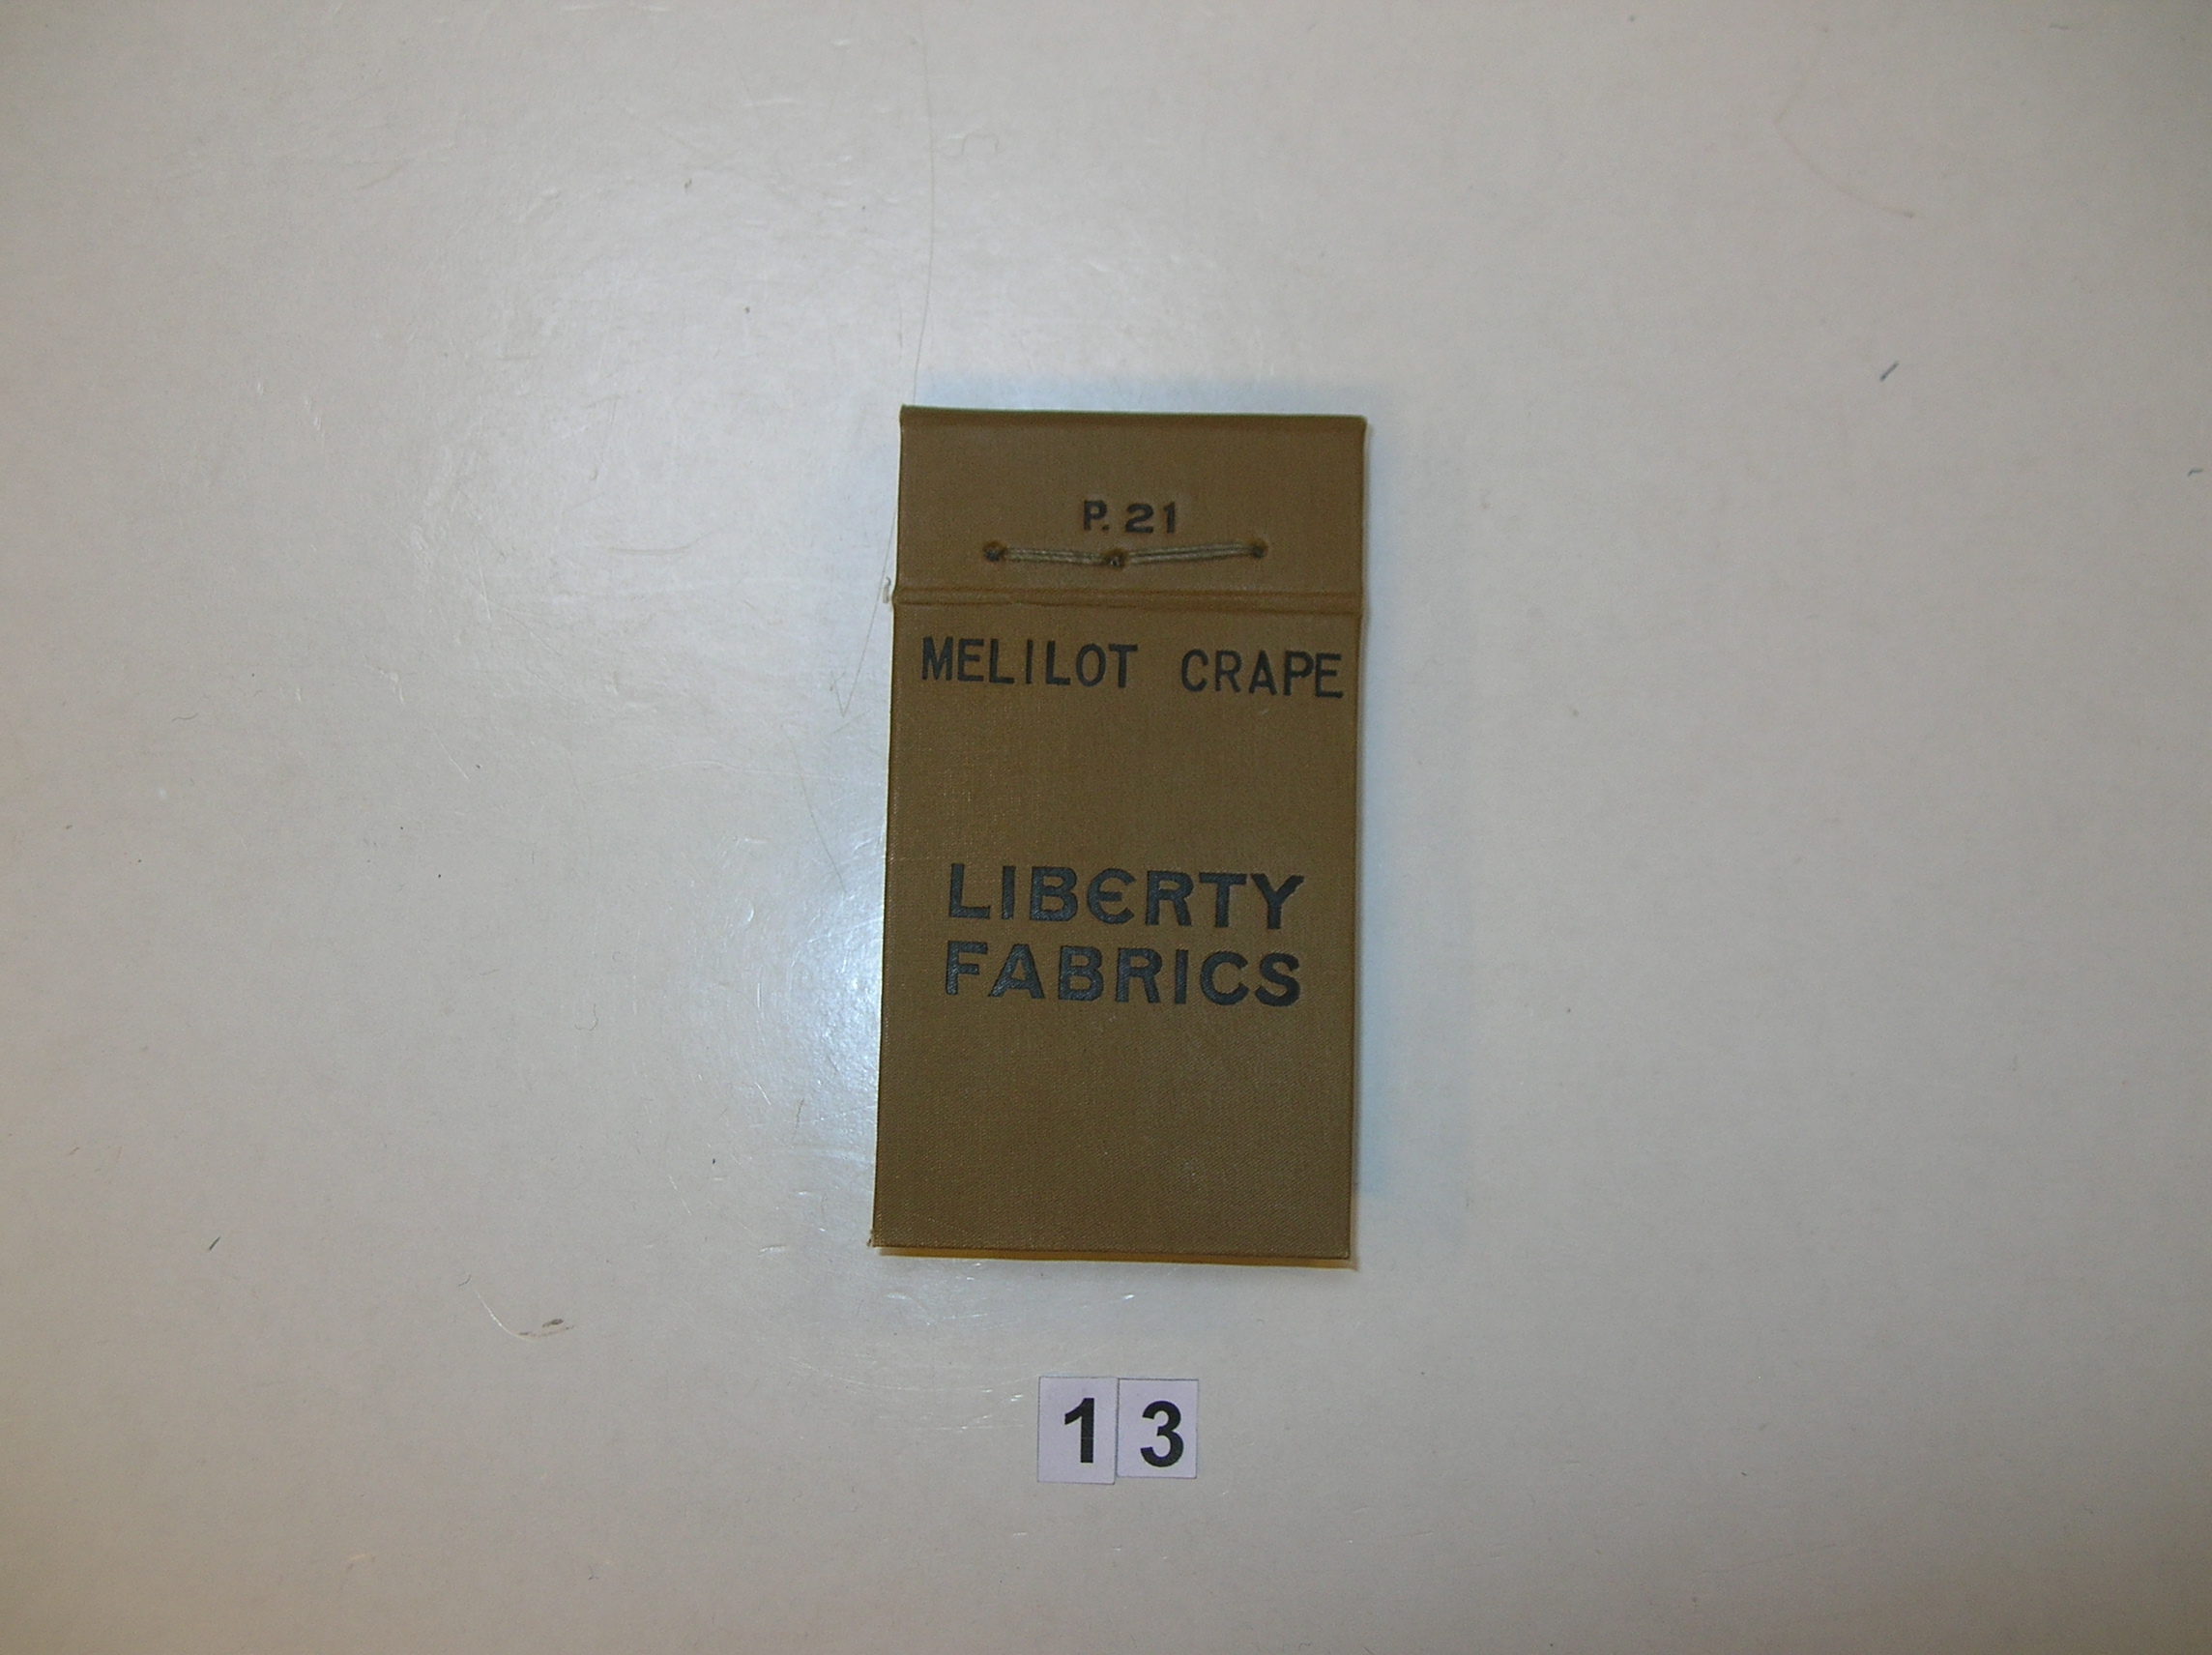 P. 21
MELILOT CRAPE
LIBERTY
FABRICS
13